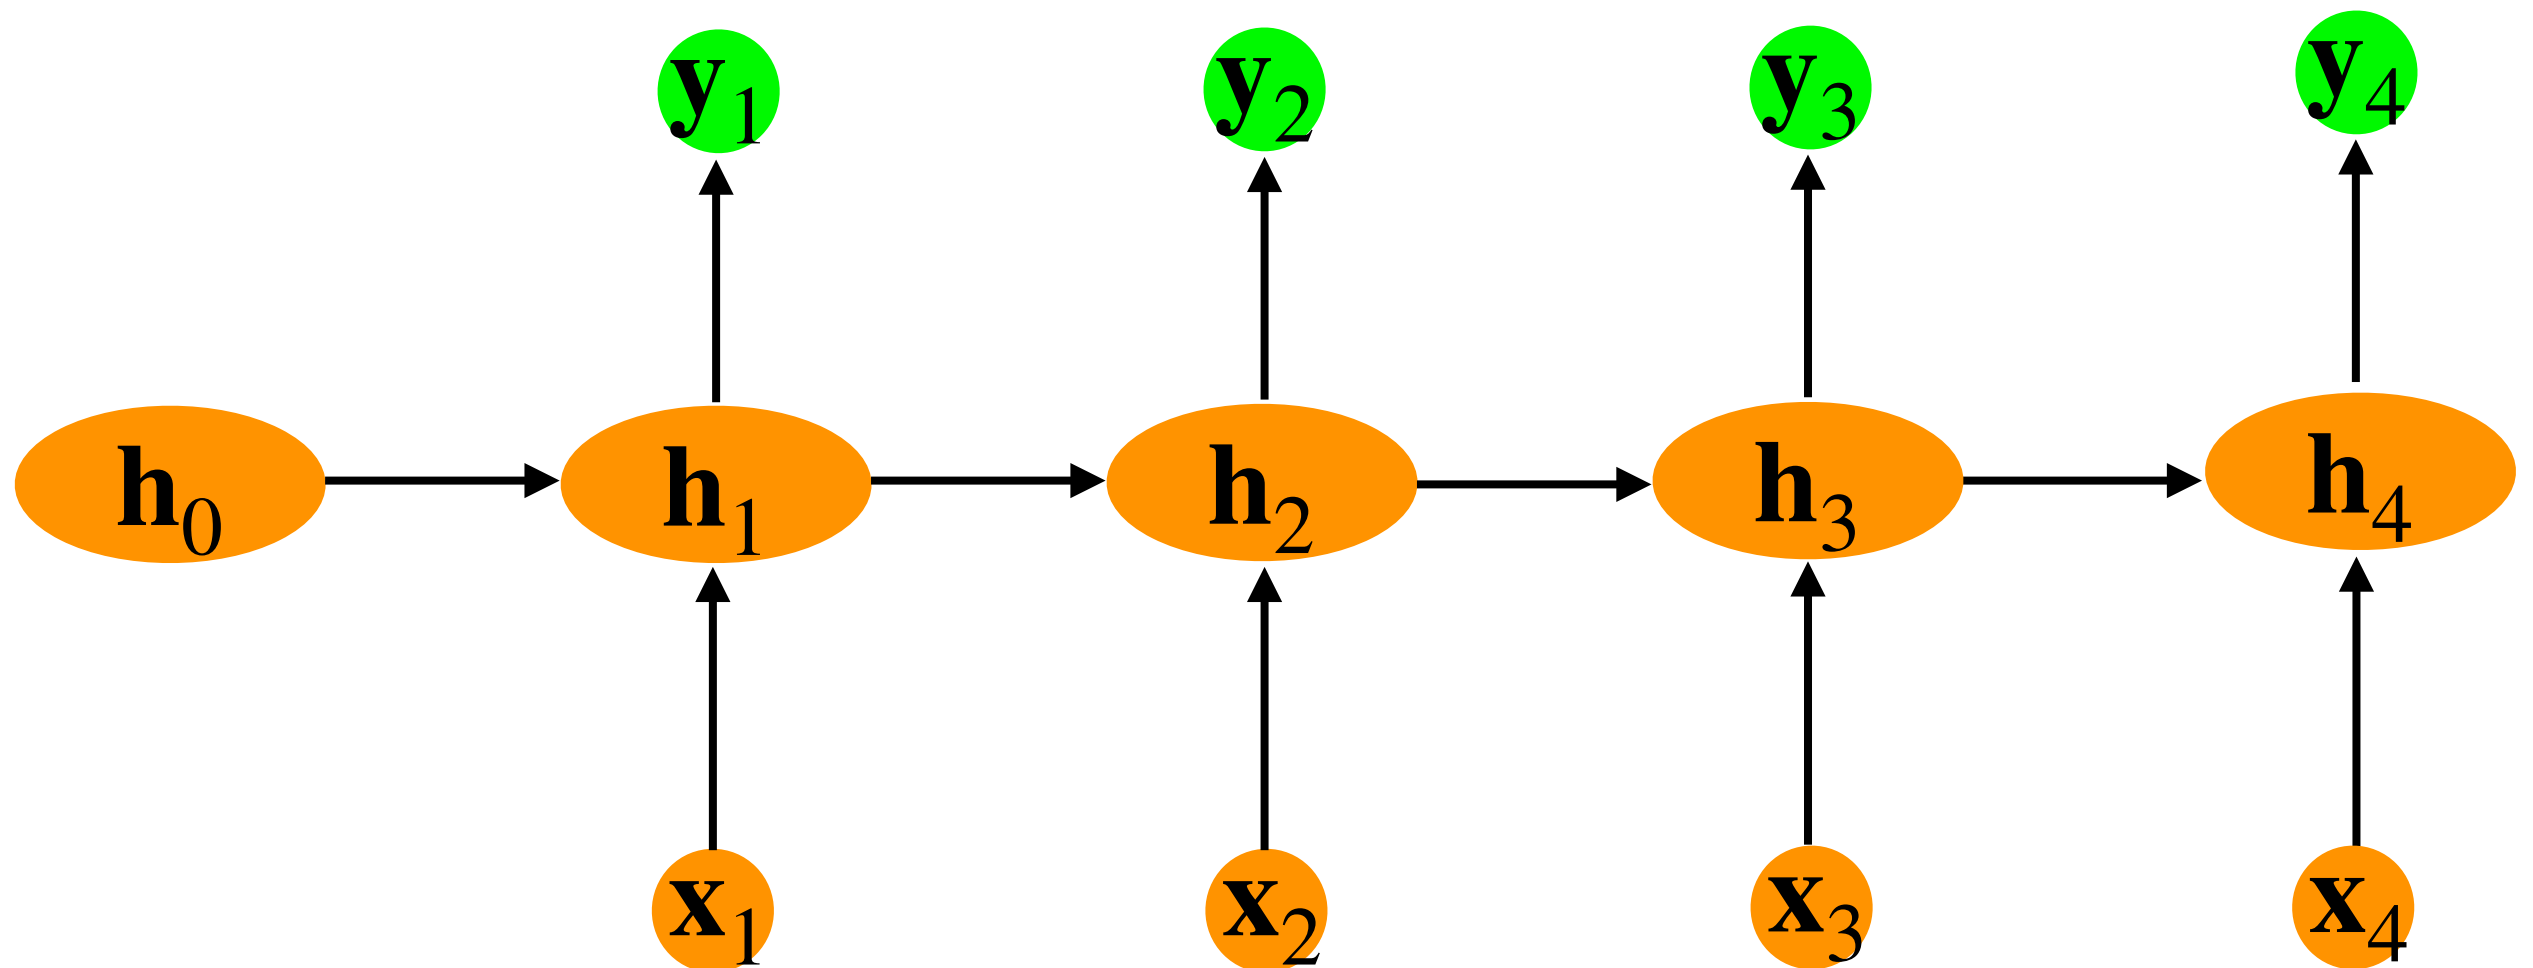 y₁ y₂ y₃ y₄
h₀ h₁ h₂ h₃ h₄
x₁ x₂ x₃ x₄